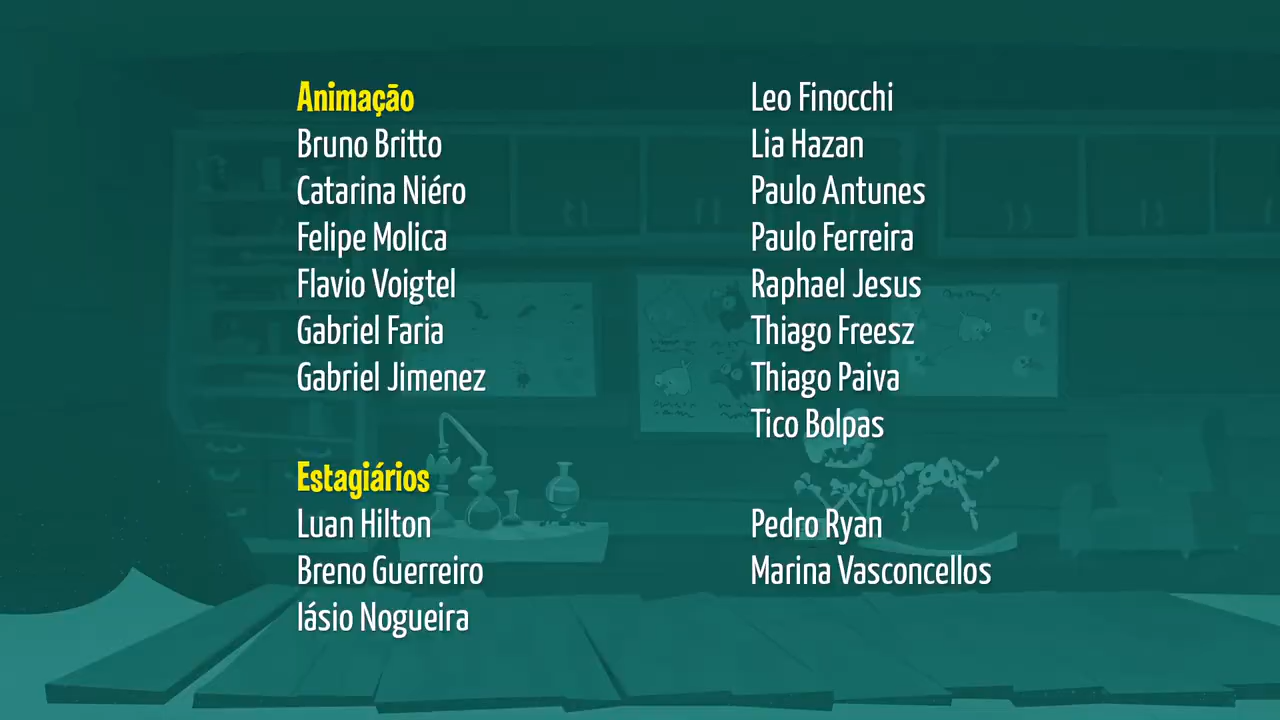 Animação
Bruno Britto
Catarina Niéro
Felipe Molica
Flavio Voigtel
Gabriel Faria
Gabriel Jimenez
Leo Finocchi
Lia Hazan
Paulo Antunes
Paulo Ferreira
Raphael Jesus
Thiago Freesz
Thiago Paiva
Tico Bolpas
Estagiários
Luan Hilton
Breno Guerreiro
Iásio Nogueira
Pedro Ryan
Marina Vasconcellos